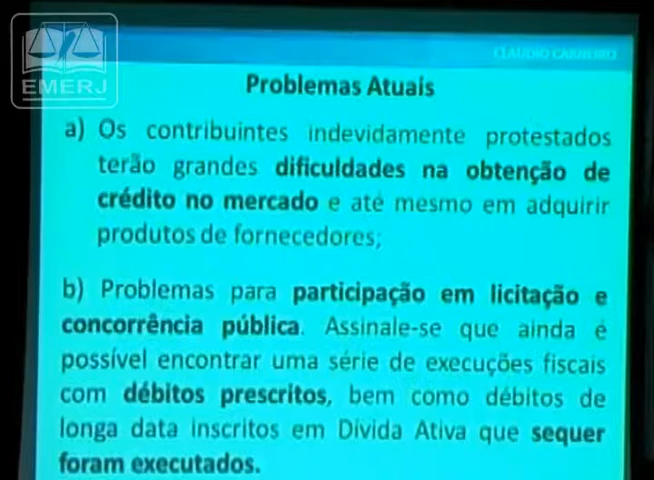 EMERJ
CLAUDIO CARNEIRO
Problemas Atuais
a) Os contribuintes indevidamente protestados
terão grandes dificuldades na obtenção de
crédito no mercado e até mesmo em adquirir
produtos de fornecedores;
b) Problemas para participação em licitação e
concorrência pública. Assinale-se que ainda é
possível encontrar uma série de execuções fiscais
com débitos prescritos, bem como débitos de
longa data inscritos em Dívida Ativa que sequer
foram executados.